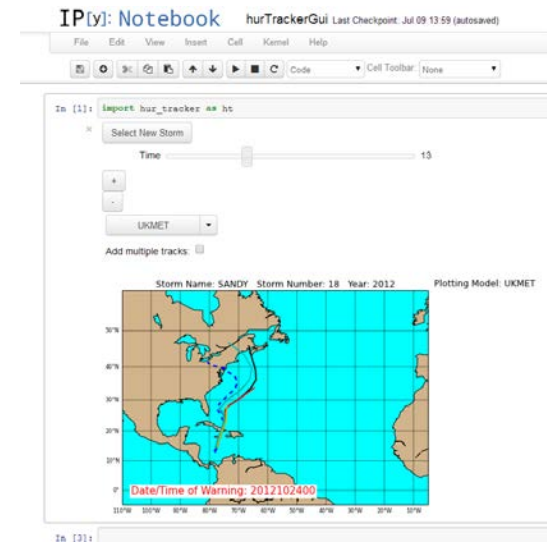 IP[y]: Notebook hurTrackerGui Last Checkpoint: Jul 09 13:59 (autosaved)
File Edit View Insert Cell Kernel Help
Code Cell Toolbar: None
In [1]: import hur_tracker as ht
× Select New Storm
Time 13
+
-
UKMET
Add multiple tracks:
Storm Name: SANDY Storm Number: 18 Year: 2012 Plotting Model: UKMET
50°N
40°N
30°N
20°N
10°N
0°
Date/Time of Warning: 2012102400
110°W 100°W 90°W 80°W 70°W 60°W 50°W 40°W 30°W 20°W 10°W
In [3]: